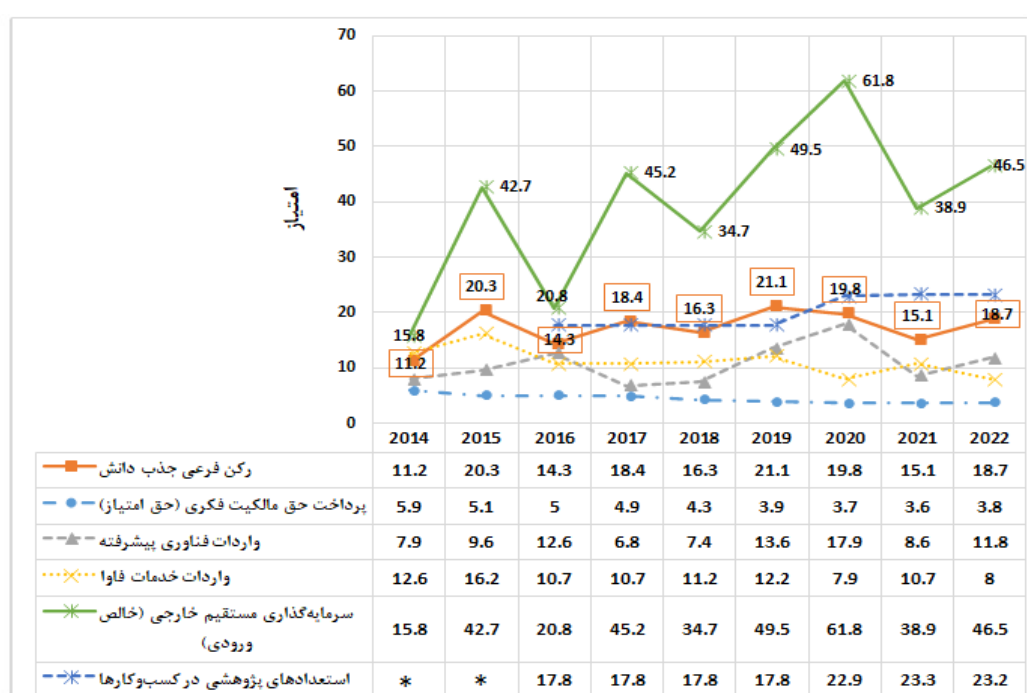 70
60
50
40
30
20
10
0
امتیاز
61.8
49.5
46.5
45.2
42.7
38.9
34.7
20.3
20.8
18.4
16.3
21.1
19.8
15.1
18.7
15.8
14.3
11.2
2014 2015 2016 2017 2018 2019 2020 2021 2022
رکن فرعی جذب دانش 11.2 20.3 14.3 18.4 16.3 21.1 19.8 15.1 18.7
پرداخت حق مالکیت فکری (حق امتیاز) 5.9 5.1 5 4.9 4.3 3.9 3.7 3.6 3.8
واردات فناوری پیشرفته 7.9 9.6 12.6 6.8 7.4 13.6 17.9 8.6 11.8
واردات خدمات فاوا 12.6 16.2 10.7 10.7 11.2 12.2 7.9 10.7 8
سرمایه‌گذاری مستقیم خارجی (خالص
ورودی) 15.8 42.7 20.8 45.2 34.7 49.5 61.8 38.9 46.5
استعدادهای پژوهشی در کسب‌وکارها * * 17.8 17.8 17.8 17.8 22.9 23.3 23.2